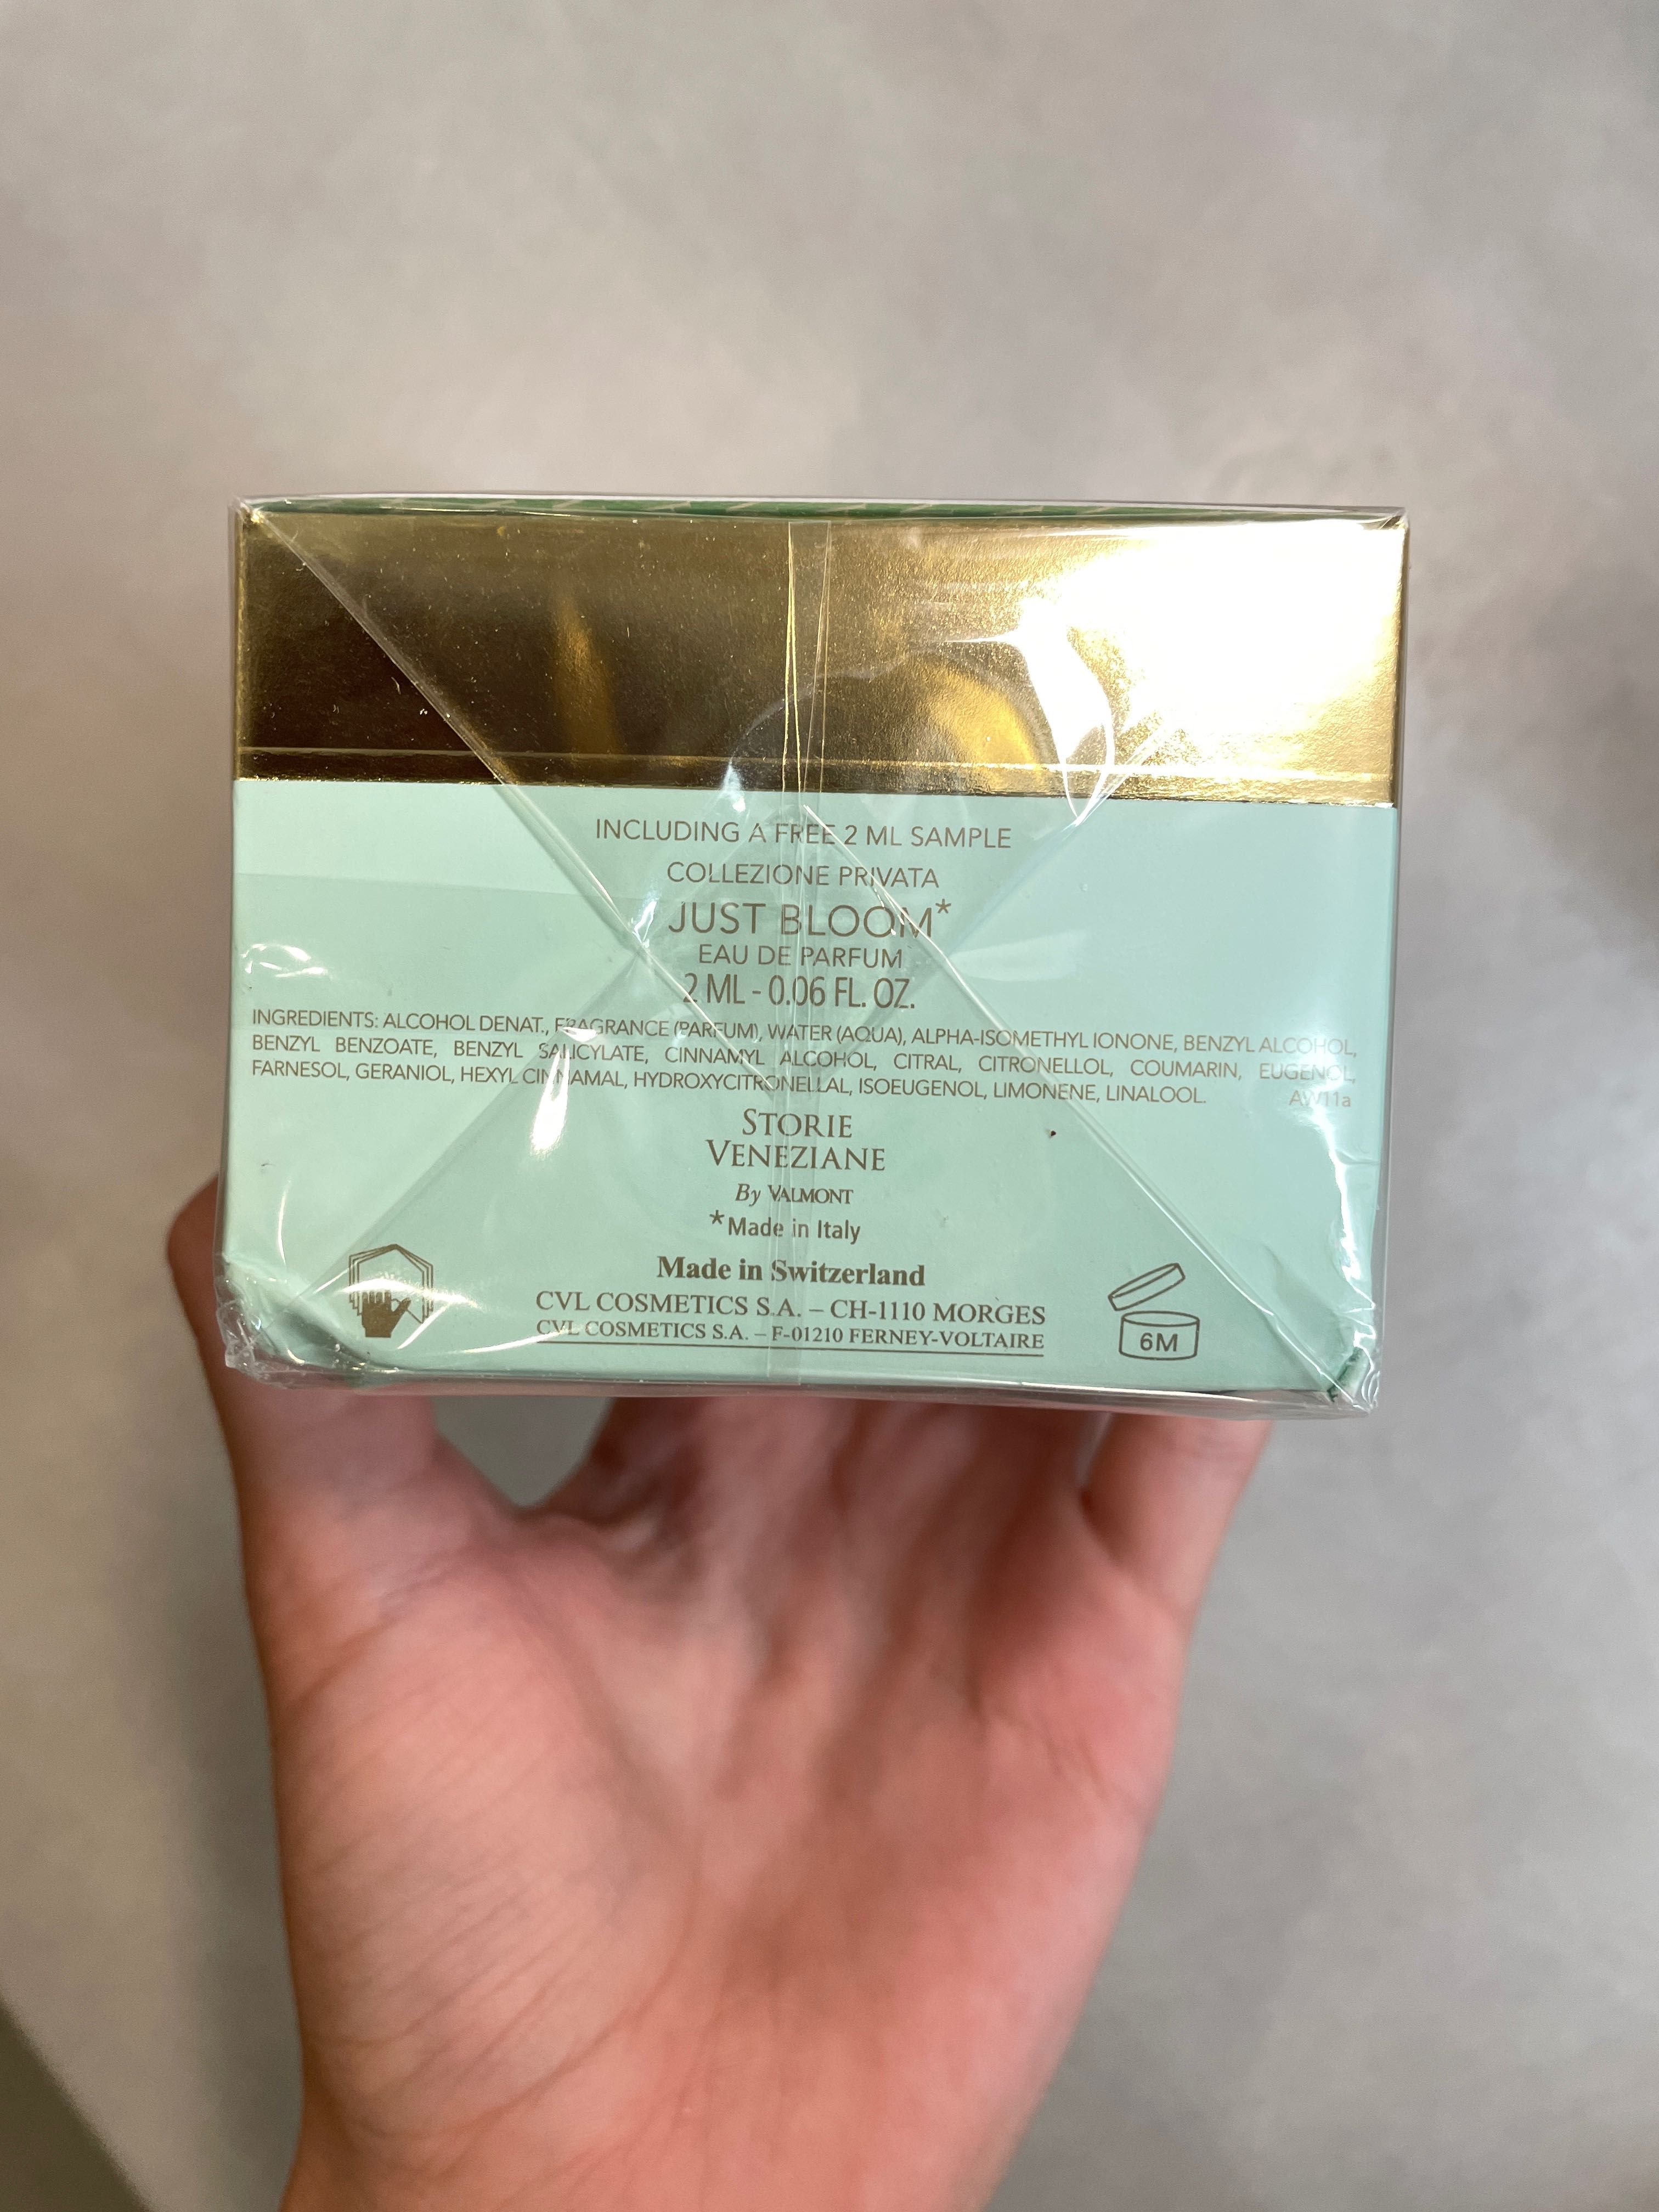 INCLUDING A FREE 2 ML SAMPLE
COLLEZIONE PRIVATA
JUST BLOOM*
EAU DE PARFUM
2 ML - 0.06 FL. OZ.
INGREDIENTS: ALCOHOL DENAT., FRAGRANCE (PARFUM), WATER (AQUA), ALPHA-ISOMETHYL IONONE, BENZYL ALCOHOL,
BENZYL BENZOATE, BENZYL SALICYLATE, CINNAMYL ALCOHOL, CITRAL, CITRONELLOL, COUMARIN, EUGENOL,
FARNESOL, GERANIOL, HEXYL CINNAMAL, HYDROXYCITRONELLAL, ISOEUGENOL, LIMONENE, LINALOOL. AW11a
STORIE
VENEZIANE
By VALMONT
*Made in Italy
Made in Switzerland
CVL COSMETICS S.A. – CH-1110 MORGES
CVL COSMETICS S.A. – F-01210 FERNEY-VOLTAIRE
6M